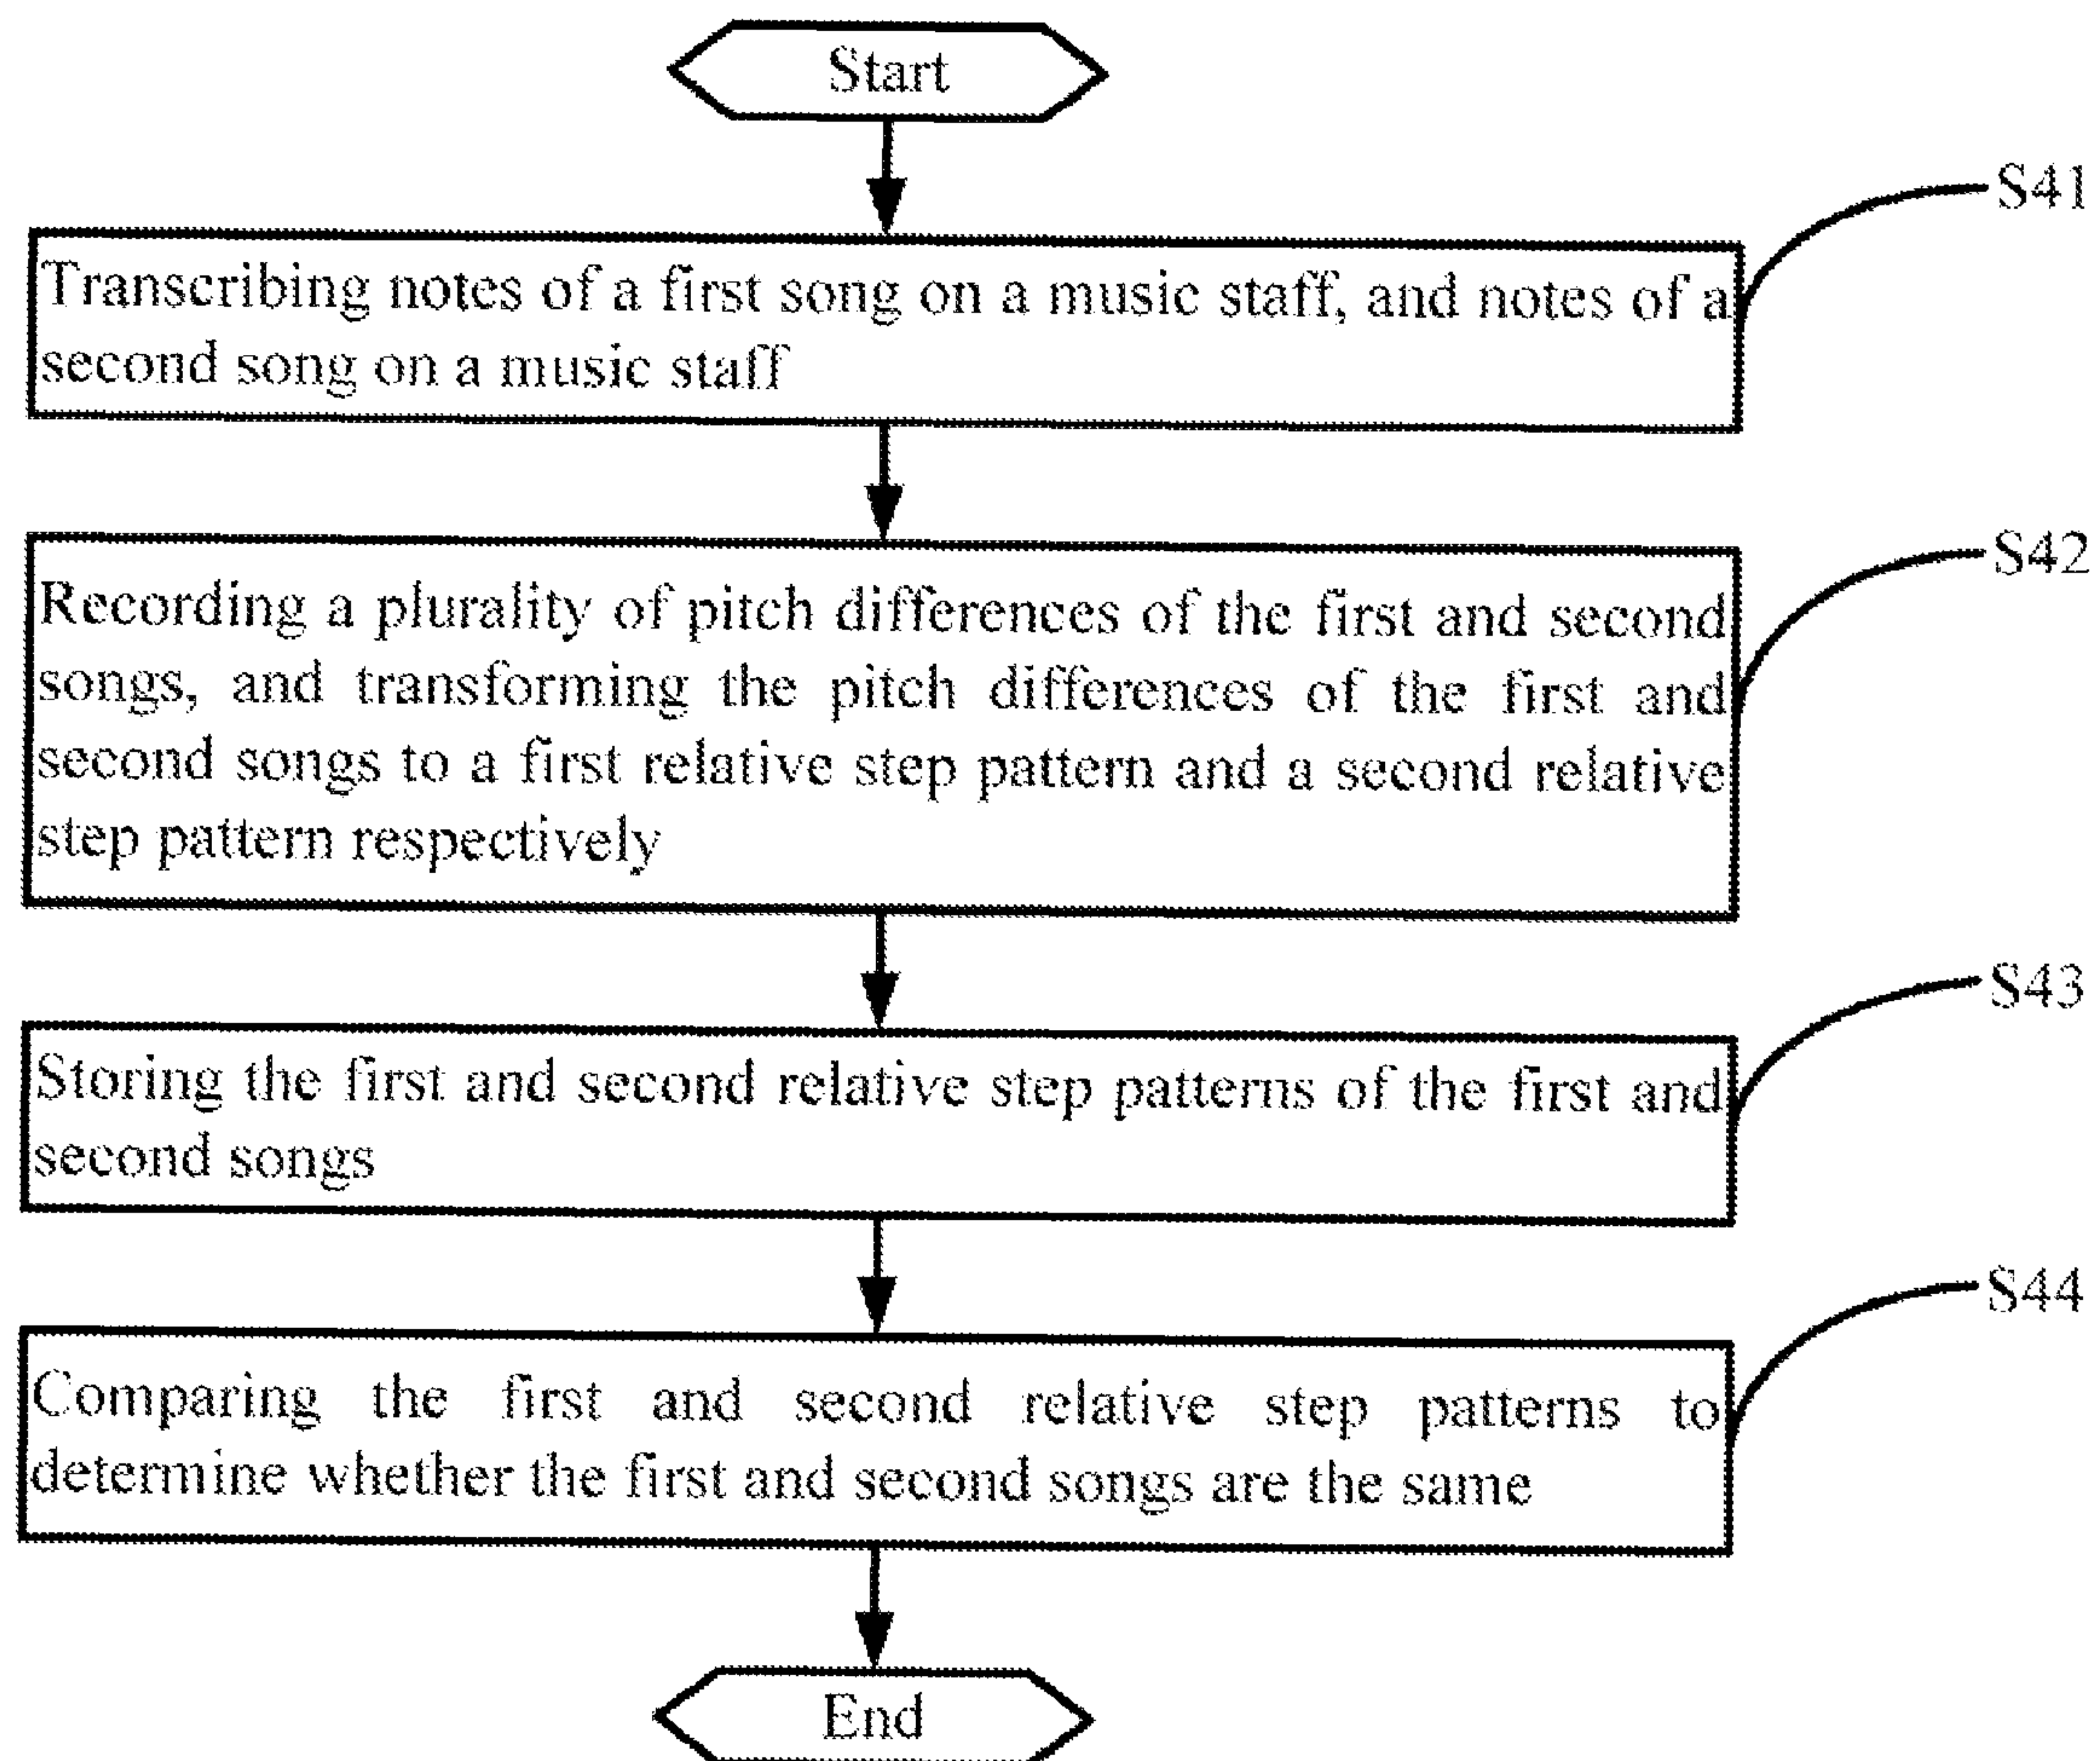 Start
S41
Transcribing notes of a first song on a music staff, and notes of a
second song on a music staff
S42
Recording a plurality of pitch differences of the first and second
songs, and transforming the pitch differences of the first and
second songs to a first relative step pattern and a second relative
step pattern respectively
S43
Storing the first and second relative step patterns of the first and
second songs
S44
Comparing the first and second relative step patterns to
determine whether the first and second songs are the same
End